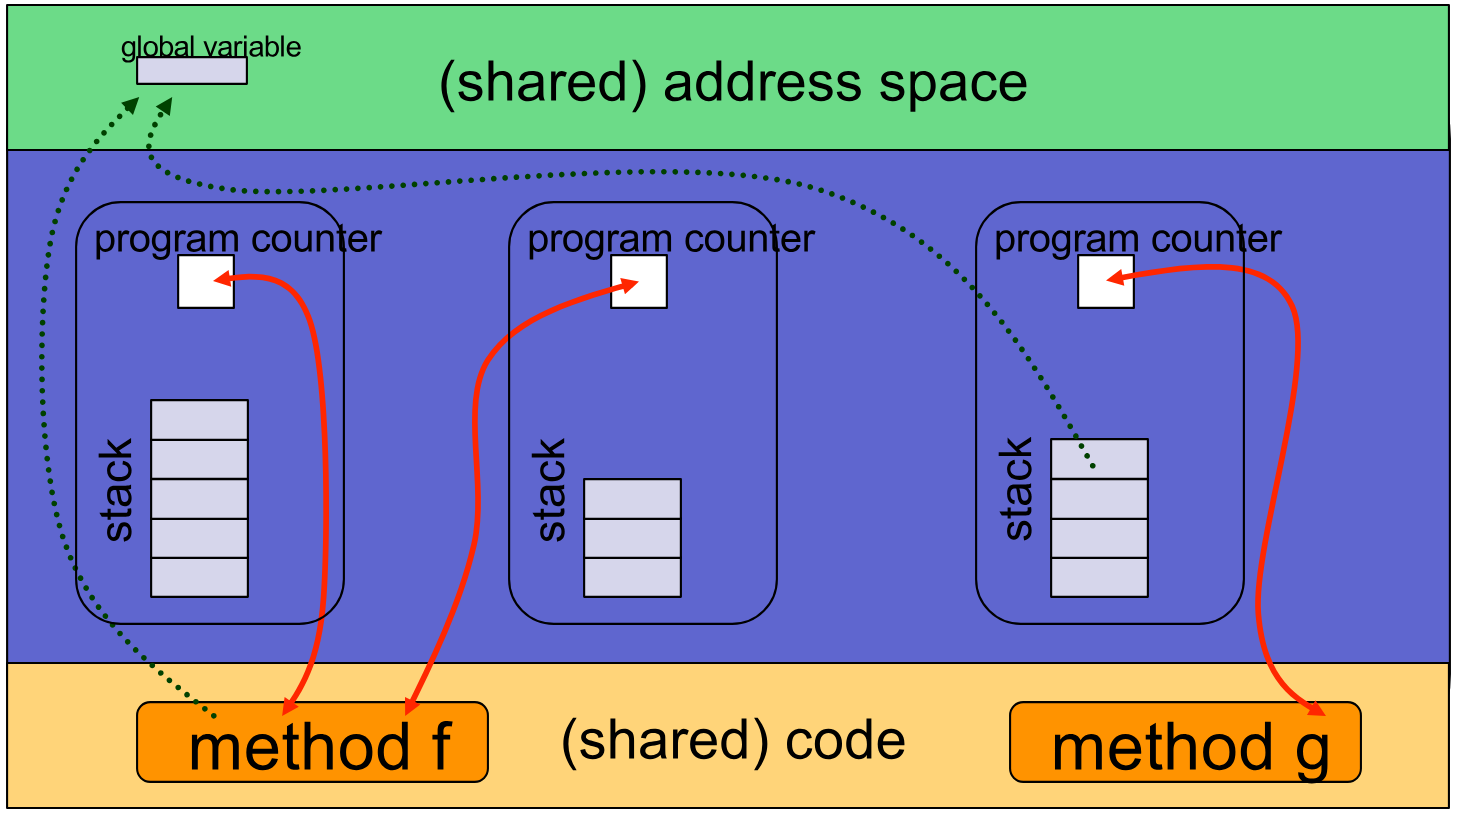 global variable
(shared) address space
program counter
program counter
program counter
stack
stack
stack
method f
(shared) code
method g